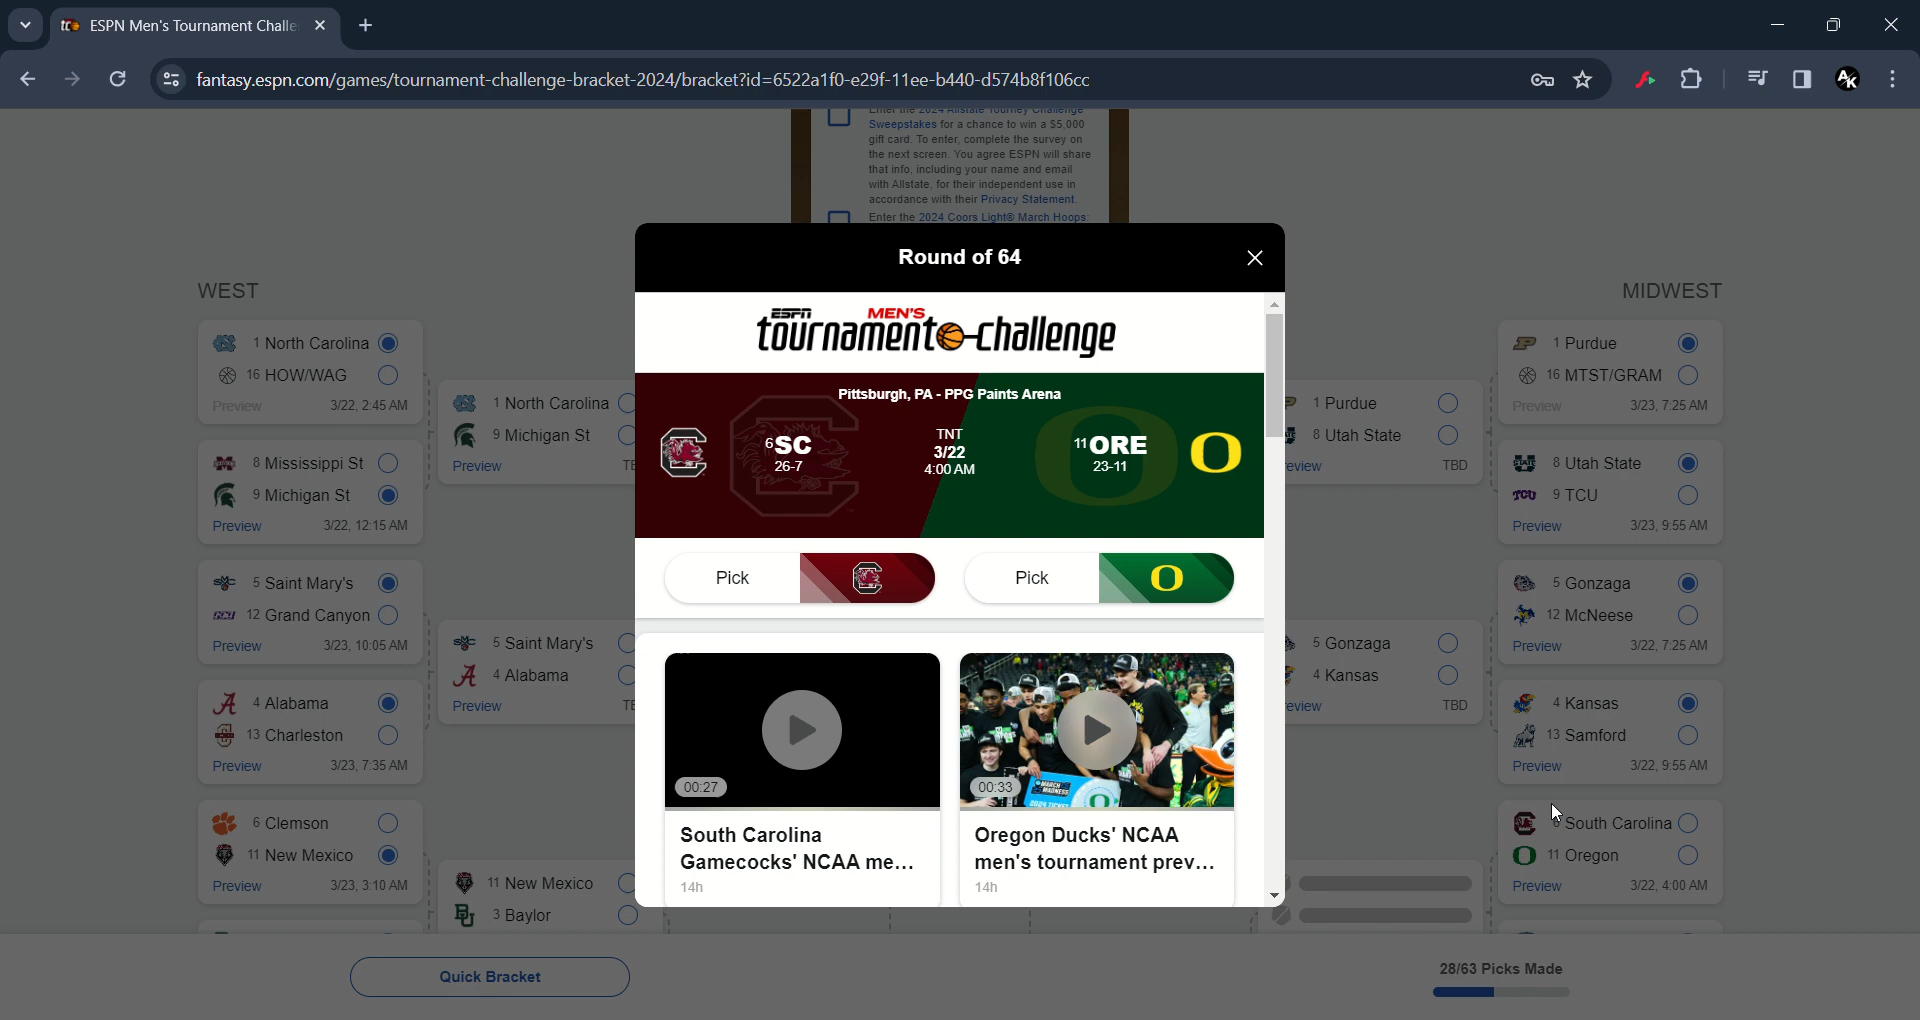 ESPN Men's Tournament Challe
fantasy.espn.com/games/tournament-challenge-bracket-2024/bracket?id=6522a1f0-e29f-11ee-b440-d574b8f106cc
Enter the 2024 Allstate Tourney Challenge
Sweepstakes for a chance to win a $5,000
gift card. To enter, complete the survey on
the next screen. You agree ESPN will share
that info, including your name and email
with Allstate, for their independent use in
accordance with their Privacy Statement.
Enter the 2024 Coors Light® March Hoops:
Round of 64
ESPN MEN'S
tournament challenge
Pittsburgh, PA - PPG Paints Arena
6 SC
26-7
TNT
3/22
4:00 AM
11 ORE
23-11
Pick
Pick
00:27
South Carolina
Gamecocks' NCAA me...
14h
00:33
Oregon Ducks' NCAA
men's tournament prev...
14h
WEST
1 North Carolina
16 HOW/WAG
Preview 3/22, 2:45 AM
8 Mississippi St
9 Michigan St
Preview 3/22, 12:15 AM
5 Saint Mary's
12 Grand Canyon
Preview 3/23, 10:05 AM
4 Alabama
13 Charleston
Preview 3/23, 7:35 AM
6 Clemson
11 New Mexico
Preview 3/23, 3:10 AM
1 North Carolina
9 Michigan St
Preview TB
5 Saint Mary's
4 Alabama
Preview TB
11 New Mexico
3 Baylor
MIDWEST
1 Purdue
8 Utah State
review TBD
5 Gonzaga
4 Kansas
review TBD
1 Purdue
16 MTST/GRAM
Preview 3/23, 7:25 AM
8 Utah State
9 TCU
Preview 3/23, 9:55 AM
5 Gonzaga
12 McNeese
Preview 3/22, 7:25 AM
4 Kansas
13 Samford
Preview 3/22, 9:55 AM
South Carolina
11 Oregon
Preview 3/22, 4:00 AM
Quick Bracket
28/63 Picks Made